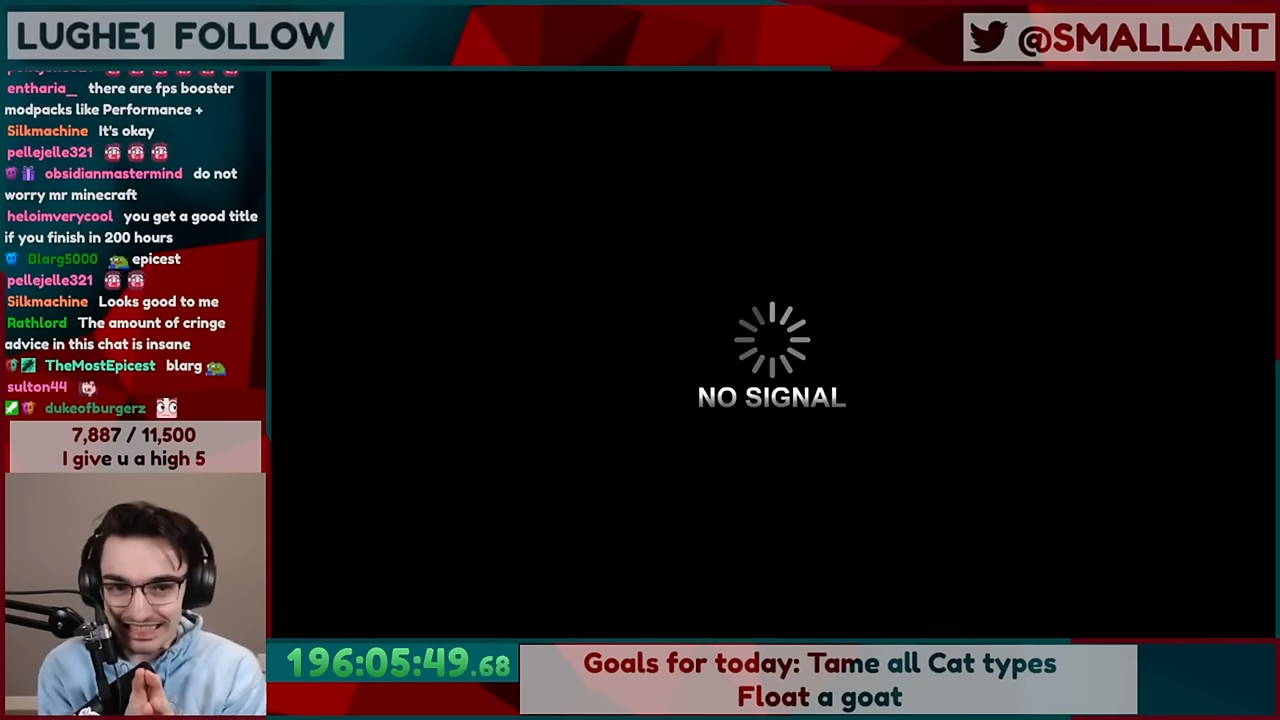 LUGHE1 FOLLOW
@SMALLANT
entharia_ there are fps booster
modpacks like Performance +
Silkmachine It's okay
pellejelle321
obsidianmastermind do not
worry mr minecraft
heloimverycool you get a good title
if you finish in 200 hours
Blarg5000 epicest
pellejelle321
Silkmachine Looks good to me
Rathlord The amount of cringe
advice in this chat is insane
TheMostEpicest blarg
sulton44
dukeofburgerz
7,887 / 11,500
I give u a high 5
NO SIGNAL
196:05:49.68
Goals for today: Tame all Cat types
Float a goat